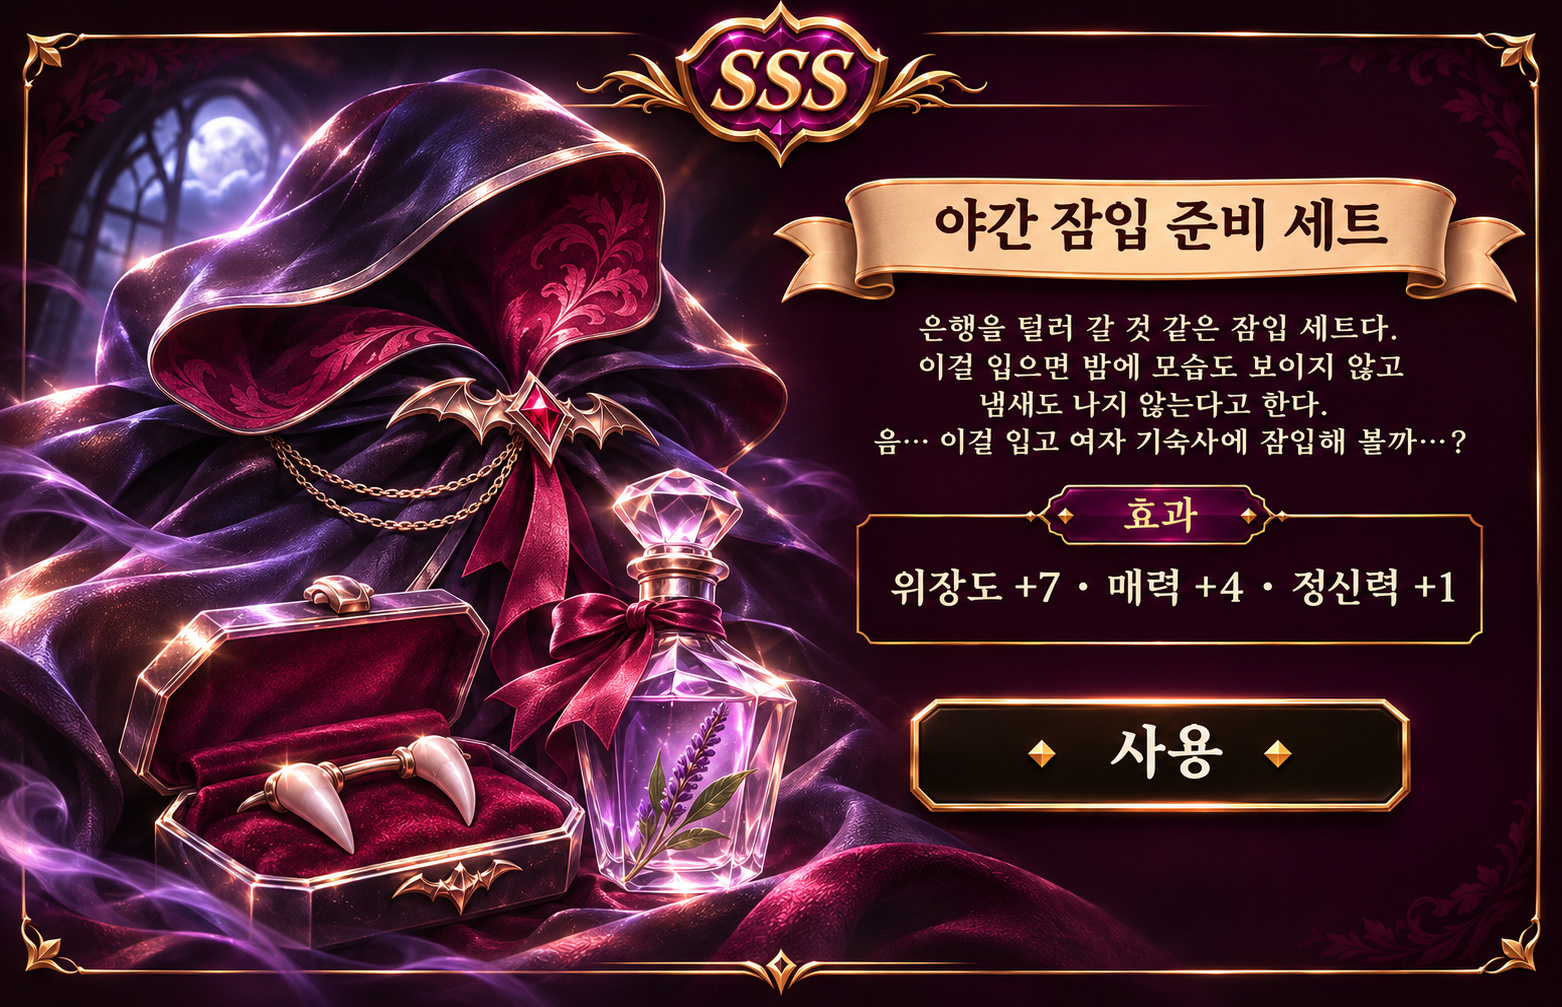 SSS
야간 잠입 준비 세트
은행을 털러 갈 것 같은 잠입 세트다.
이걸 입으면 밤에 모습도 보이지 않고
냄새도 나지 않는다고 한다.
음… 이걸 입고 여자 기숙사에 잠입해 볼까…?
효과
위장도 +7 · 매력 +4 · 정신력 +1
사용